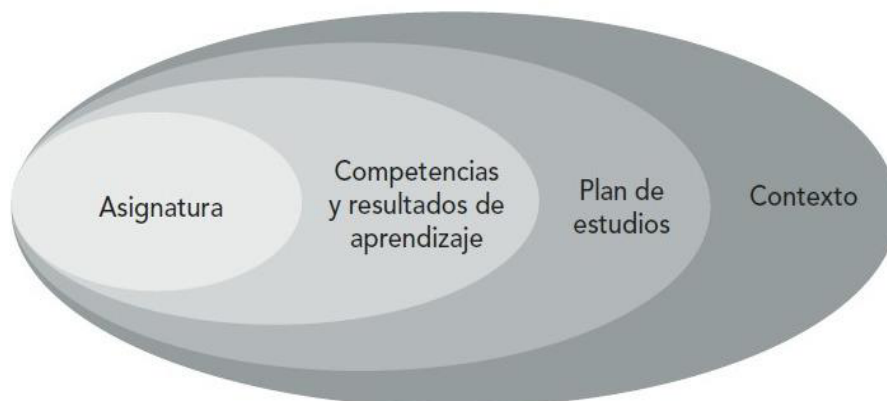 Asignatura
Competencias
y resultados de
aprendizaje
Plan de
estudios
Contexto